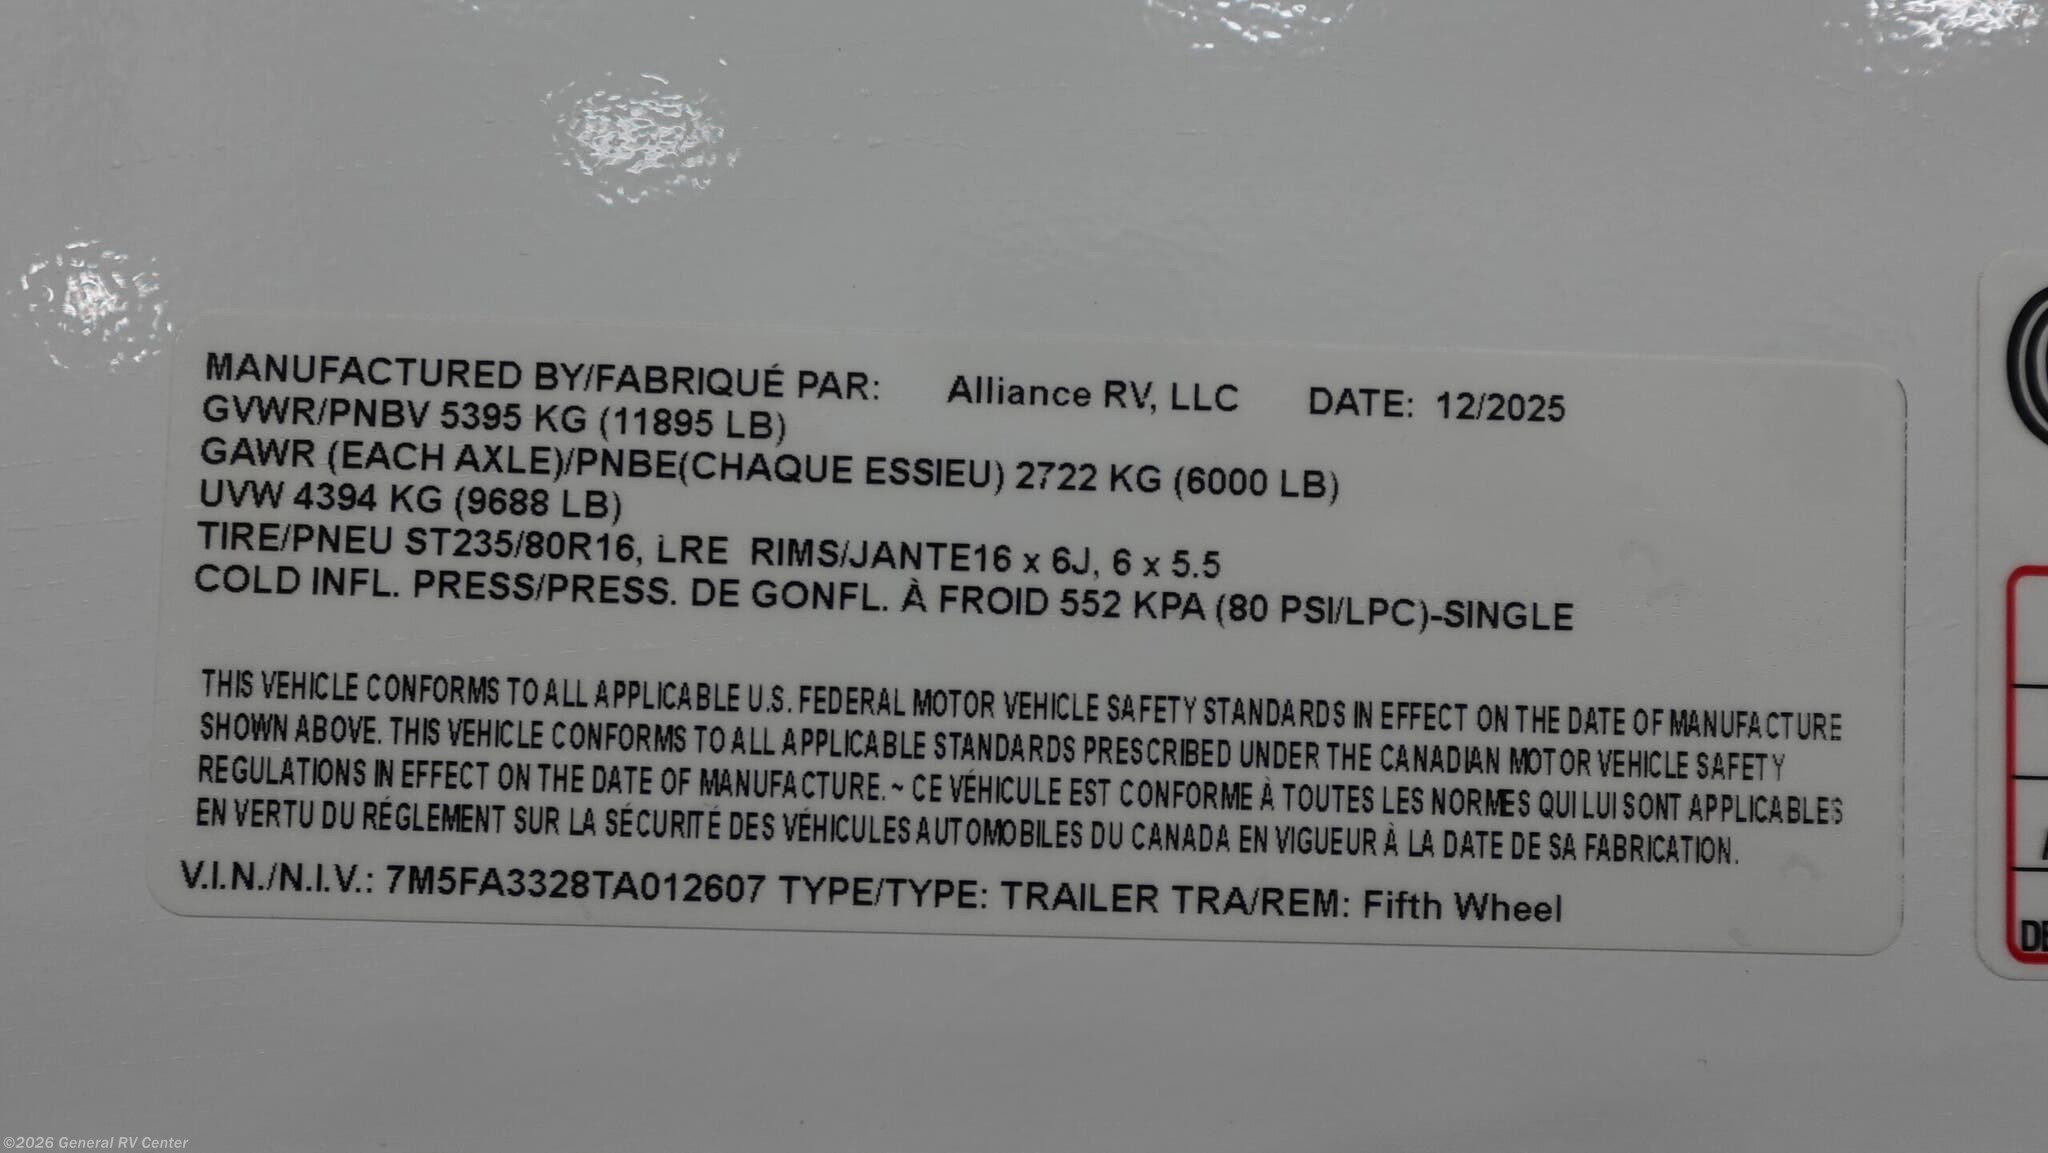 MANUFACTURED BY/FABRIQUÉ PAR: Alliance RV, LLC DATE: 12/2025
GVWR/PNBV 5395 KG (11895 LB)
GAWR (EACH AXLE)/PNBE(CHAQUE ESSIEU) 2722 KG (6000 LB)
UVW 4394 KG (9688 LB)
TIRE/PNEU ST235/80R16, LRE RIMS/JANTE16 x 6J, 6 x 5.5
COLD INFL. PRESS/PRESS. DE GONFL. À FROID 552 KPA (80 PSI/LPC)-SINGLE
THIS VEHICLE CONFORMS TO ALL APPLICABLE U.S. FEDERAL MOTOR VEHICLE SAFETY STANDARDS IN EFFECT ON THE DATE OF MANUFACTURE
SHOWN ABOVE. THIS VEHICLE CONFORMS TO ALL APPLICABLE STANDARDS PRESCRIBED UNDER THE CANADIAN MOTOR VEHICLE SAFETY
REGULATIONS IN EFFECT ON THE DATE OF MANUFACTURE. ~ CE VÉHICULE EST CONFORME À TOUTES LES NORMES QUI LUI SONT APPLICABLES
EN VERTU DU RÉGLEMENT SUR LA SÉCURITÉ DES VÉHICULES AUTOMOBILES DU CANADA EN VIGUEUR À LA DATE DE SA FABRICATION.
V.I.N./N.I.V.: 7M5FA3328TA012607 TYPE/TYPE: TRAILER TRA/REM: Fifth Wheel
©2026 General RV Center